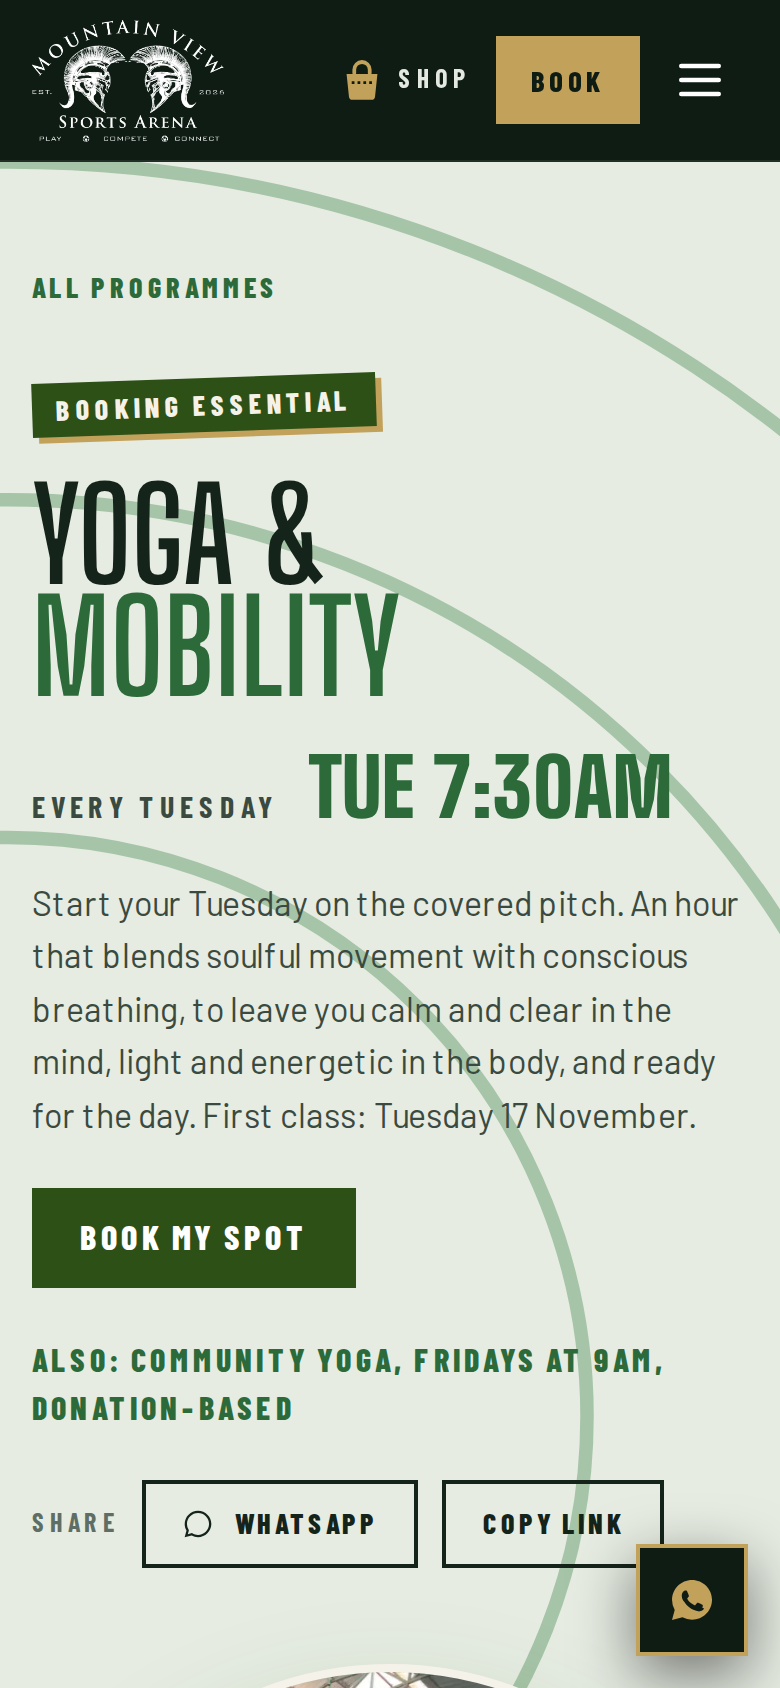 MOUNTAIN VIEW
EST. 2026
SPORTS ARENA
PLAY COMPETE CONNECT
SHOP
BOOK
ALL PROGRAMMES
BOOKING ESSENTIAL
YOGA &
MOBILITY
EVERY TUESDAY TUE 7:30AM
Start your Tuesday on the covered pitch. An hour
that blends soulful movement with conscious
breathing, to leave you calm and clear in the
mind, light and energetic in the body, and ready
for the day. First class: Tuesday 17 November.
BOOK MY SPOT
ALSO: COMMUNITY YOGA, FRIDAYS AT 9AM,
DONATION-BASED
SHARE
WHATSAPP
COPY LINK